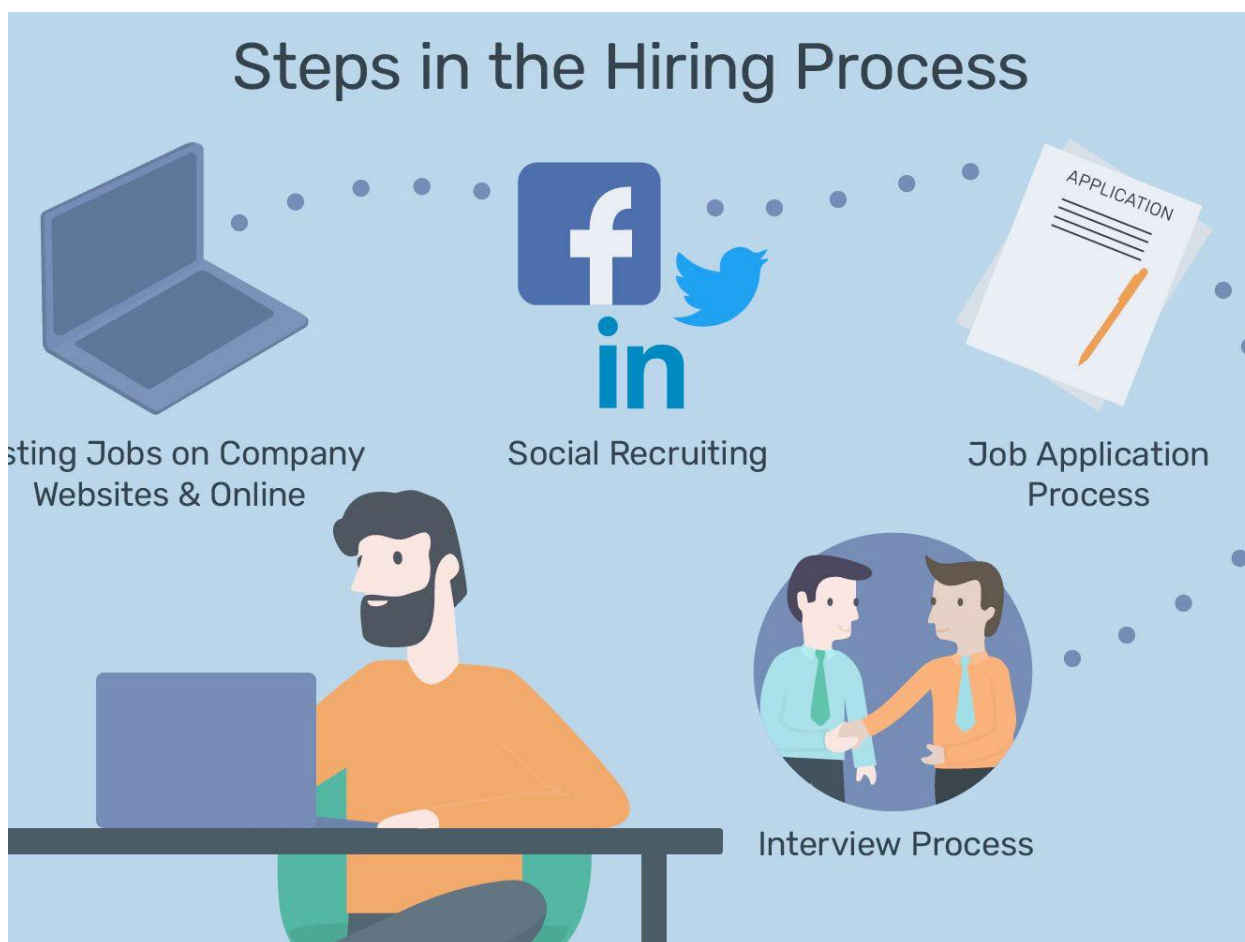 Steps in the Hiring Process
f
in
APPLICATION
sting Jobs on Company
Websites & Online
Social Recruiting
Job Application
Process
Interview Process